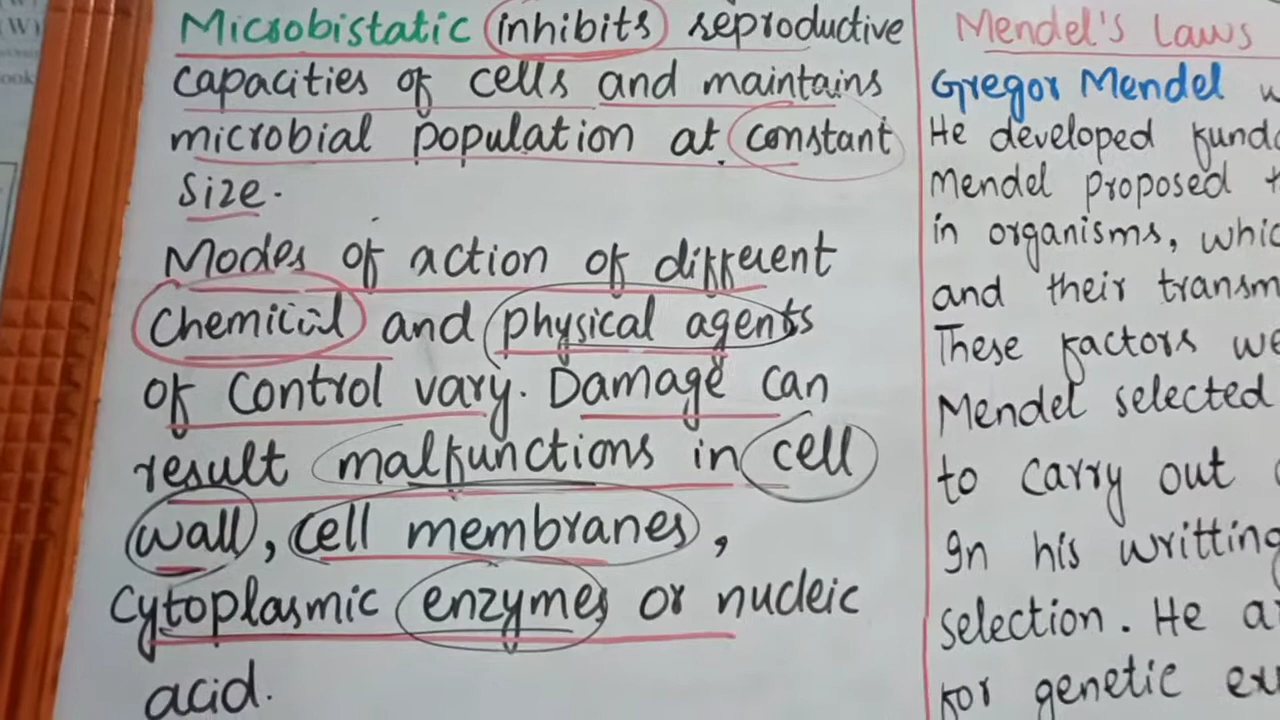 Microbistatic inhibits reproductive
capacities of cells and maintains
microbial population at constant
size.
Modes of action of different
chemical and physical agents
of control vary. Damage can
result malfunctions in cell
wall, cell membranes,
cytoplasmic enzymes or nucleic
acid.
Mendel's Laws
Gregor Mendel
He developed
Mendel proposed
in organisms,
and their
These factors
Mendel selected
to carry out
In his writting
selection. He
for genetic